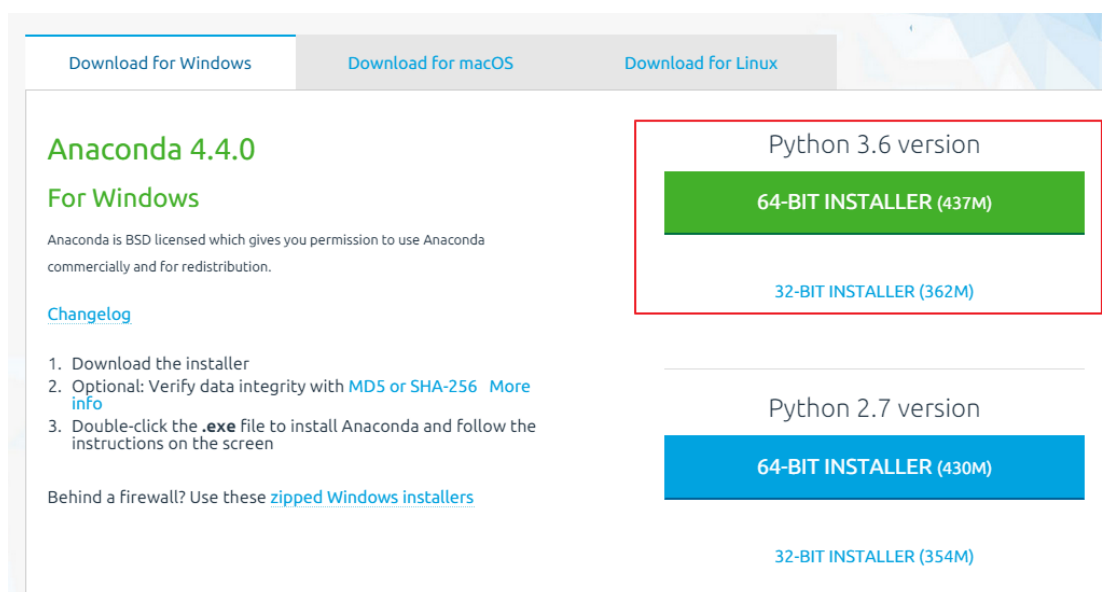 Download for Windows
Download for macOS
Download for Linux
Anaconda 4.4.0
For Windows
Anaconda is BSD licensed which gives you permission to use Anaconda
commercially and for redistribution.
Changelog
1. Download the installer
2. Optional: Verify data integrity with MD5 or SHA-256 More
info
3. Double-click the .exe file to install Anaconda and follow the
instructions on the screen
Behind a firewall? Use these zipped Windows installers
Python 3.6 version
64-BIT INSTALLER (437M)
32-BIT INSTALLER (362M)
Python 2.7 version
64-BIT INSTALLER (430M)
32-BIT INSTALLER (354M)